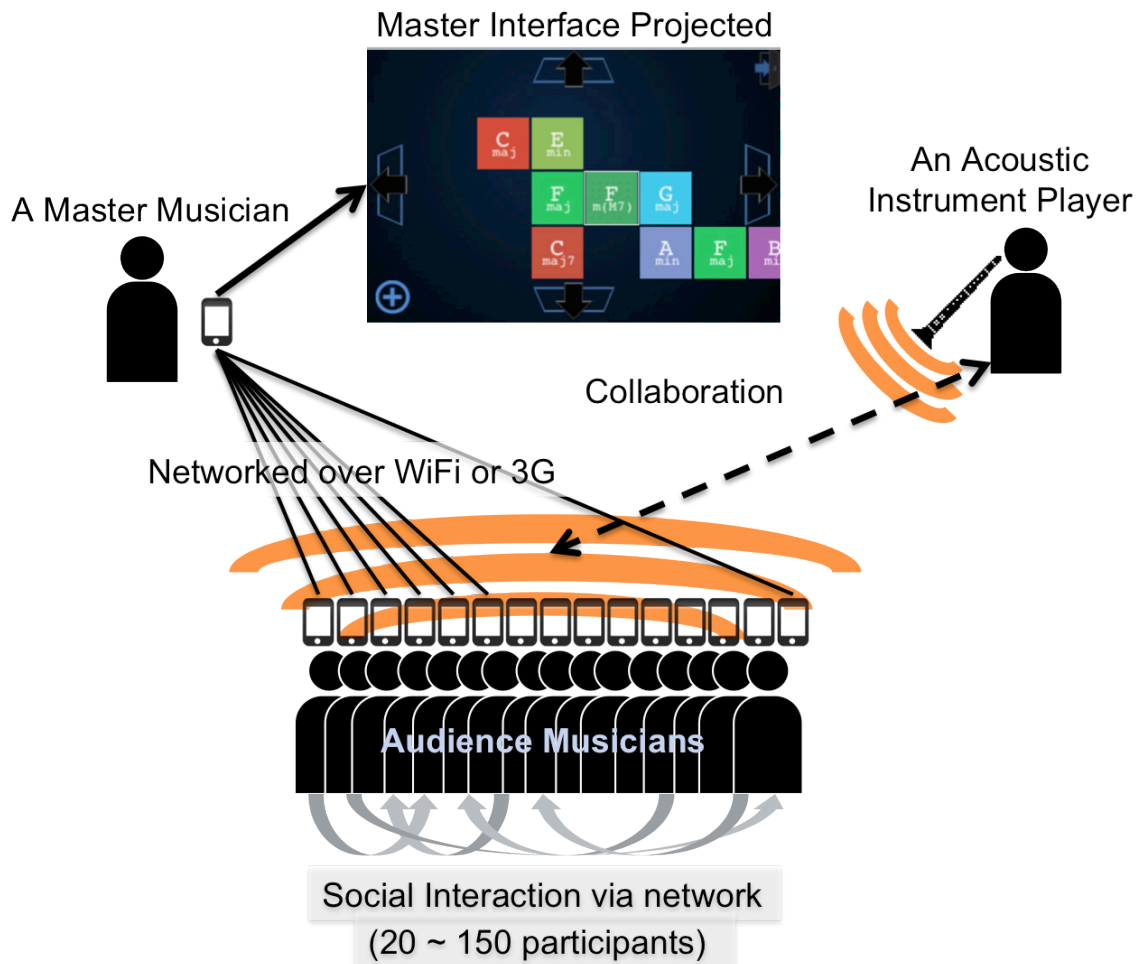 Master Interface Projected
An Acoustic
Instrument Player
A Master Musician
C
maj
E
min
F
maj
F
m(M7)
G
maj
C
maj7
A
min
F
maj
B
Collaboration
Networked over WiFi or 3G
Audience Musicians
Social Interaction via network
(20 ~ 150 participants)